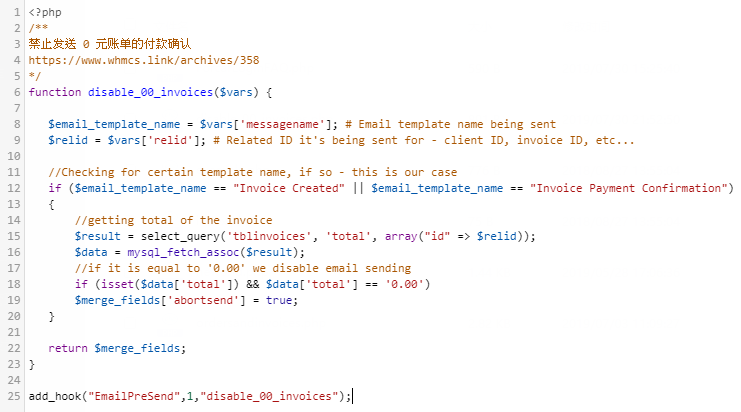 1 <?php
2 /**
3 禁止发送 0 元账单的付款确认
4 https://www.whmcs.link/archives/358
5 */
6 function disable_00_invoices($vars) {
7
8 $email_template_name = $vars['messagename']; # Email template name being sent
9 $relid = $vars['relid']; # Related ID it's being sent for - client ID, invoice ID, etc...
10
11 //Checking for certain template name, if so - this is our case
12 if ($email_template_name == "Invoice Created" || $email_template_name == "Invoice Payment Confirmation")
13 {
14 //getting total of the invoice
15 $result = select_query('tblinvoices', 'total', array("id" => $relid));
16 $data = mysql_fetch_assoc($result);
17 //if it is equal to '0.00' we disable email sending
18 if (isset($data['total']) && $data['total'] == '0.00')
19 $merge_fields['abortsend'] = true;
20 }
21
22 return $merge_fields;
23 }
24
25 add_hook("EmailPreSend",1,"disable_00_invoices");